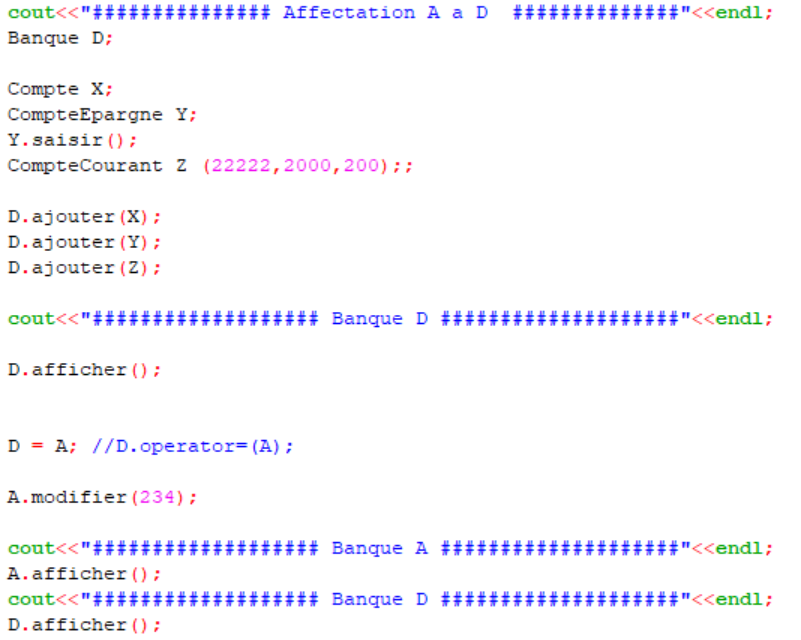 cout<<"############### Affectation A a D  ##############"<<endl;
Banque D;
Compte X;
CompteEpargne Y;
Y.saisir();
CompteCourant Z (22222,2000,200);;
D.ajouter(X);
D.ajouter(Y);
D.ajouter(Z);
cout<<"################### Banque D ####################"<<endl;
D.afficher();
D = A; //D.operator=(A);
A.modifier(234);
cout<<"################### Banque A ####################"<<endl;
A.afficher();
cout<<"################### Banque D ####################"<<endl;
D.afficher();